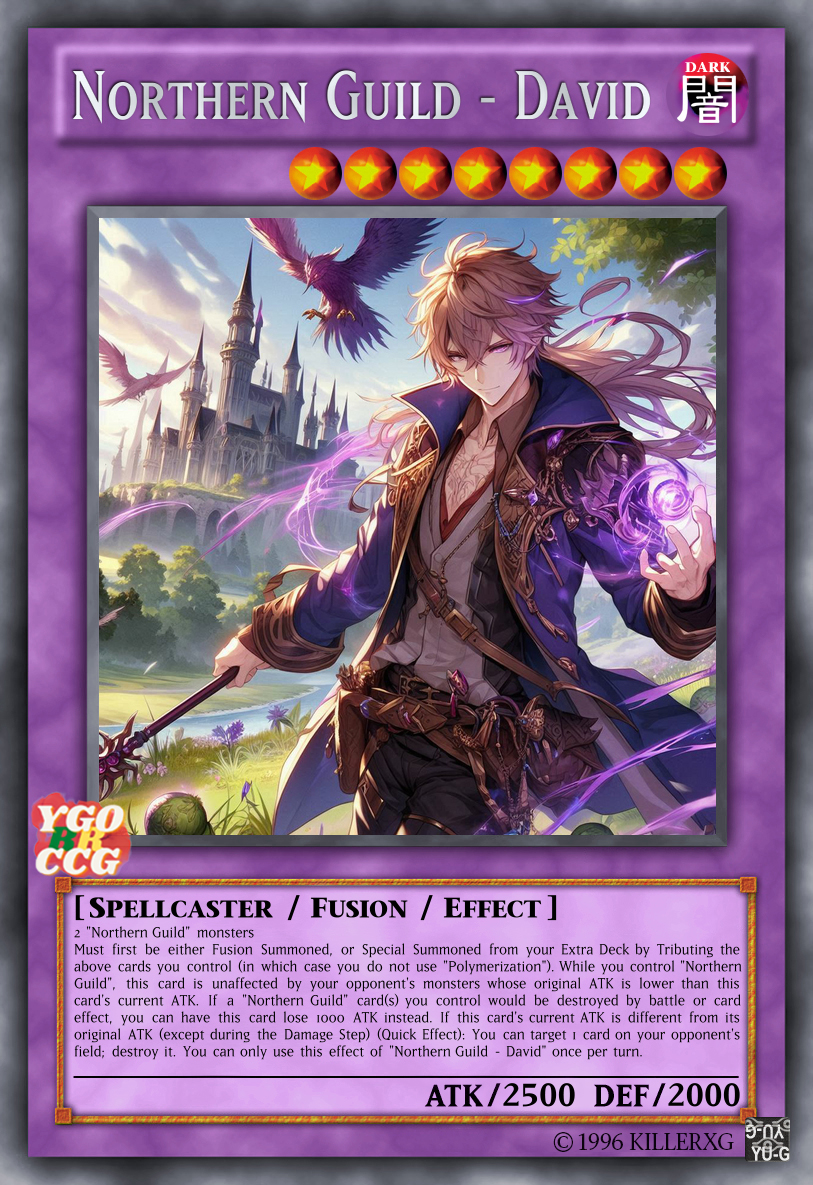 Northern Guild - David
DARK
闇
YGO
RR
CCG
[ Spellcaster / Fusion / Effect ]
2 "Northern Guild" monsters
Must first be either Fusion Summoned, or Special Summoned from your Extra Deck by Tributing the
above cards you control (in which case you do not use "Polymerization"). While you control "Northern
Guild", this card is unaffected by your opponent's monsters whose original ATK is lower than this
card's current ATK. If a "Northern Guild" card(s) you control would be destroyed by battle or card
effect, you can have this card lose 1000 ATK instead. If this card's current ATK is different from its
original ATK (except during the Damage Step) (Quick Effect): You can target 1 card on your opponent's
field; destroy it. You can only use this effect of "Northern Guild - David" once per turn.
ATK/2500 DEF/2000
© 1996 KILLERXG
YU-G
YU-G